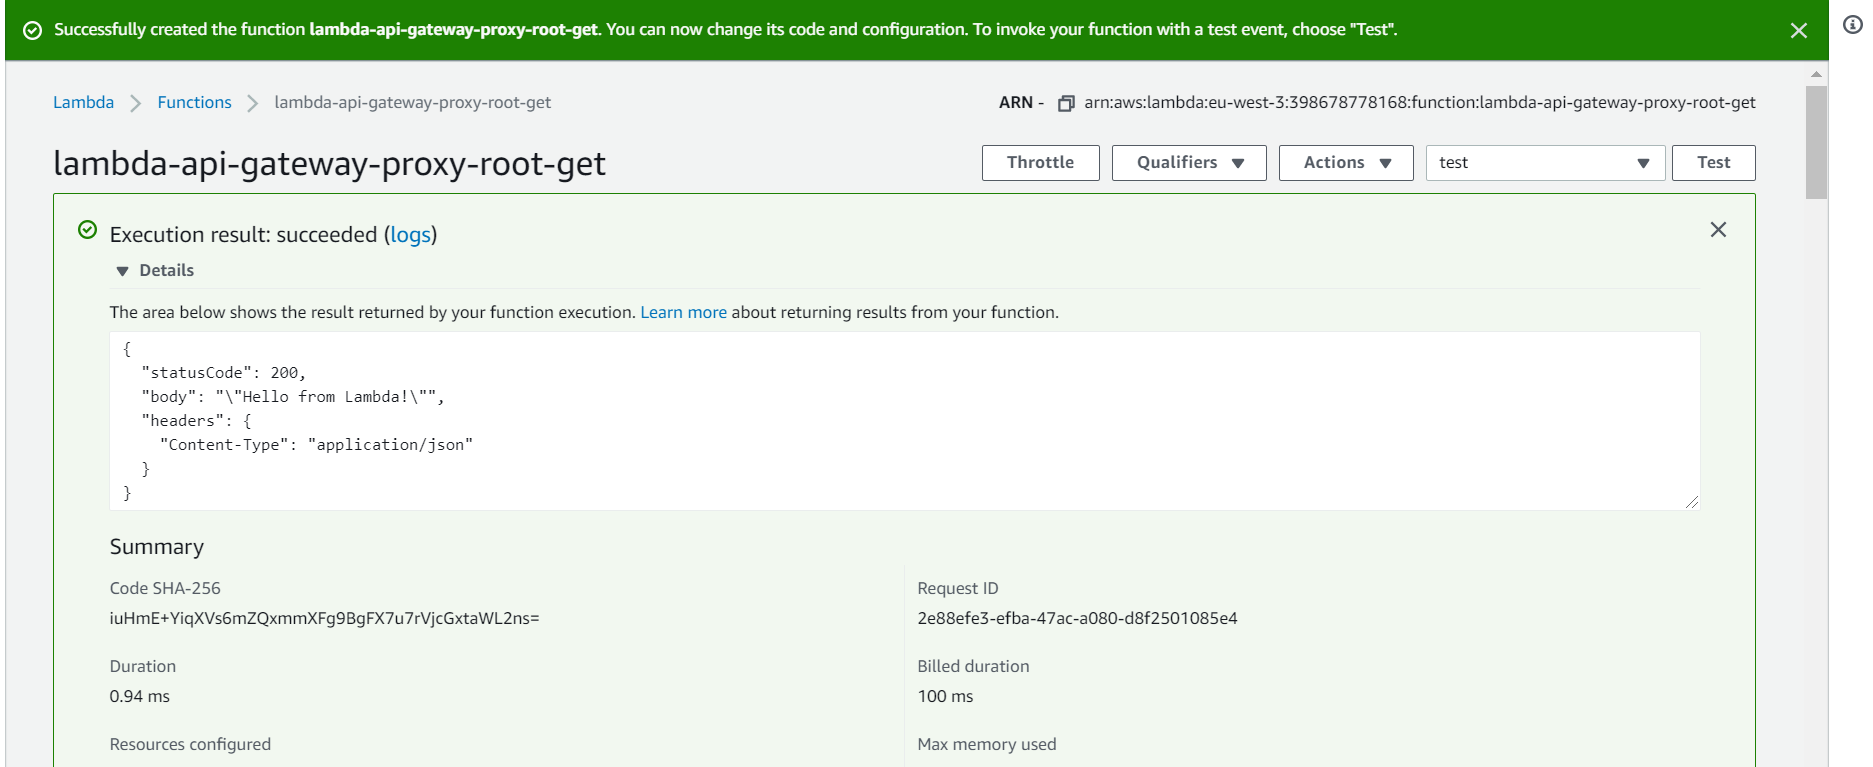 Successfully created the function lambda-api-gateway-proxy-root-get. You can now change its code and configuration. To invoke your function with a test event, choose "Test".
Lambda > Functions > lambda-api-gateway-proxy-root-get
ARN - arn:aws:lambda:eu-west-3:398678778168:function:lambda-api-gateway-proxy-root-get
lambda-api-gateway-proxy-root-get
Throttle
Qualifiers
Actions
test
Test
Execution result: succeeded (logs)
Details
The area below shows the result returned by your function execution. Learn more about returning results from your function.
{
  "statusCode": 200,
  "body": "\"Hello from Lambda!\"",
  "headers": {
    "Content-Type": "application/json"
  }
}
Summary
Code SHA-256
iuHmE+YiqXVs6mZQxmmXFg9BgFX7u7rVjcGxtaWL2ns=
Request ID
2e88efe3-efba-47ac-a080-d8f2501085e4
Duration
0.94 ms
Billed duration
100 ms
Resources configured
Max memory used